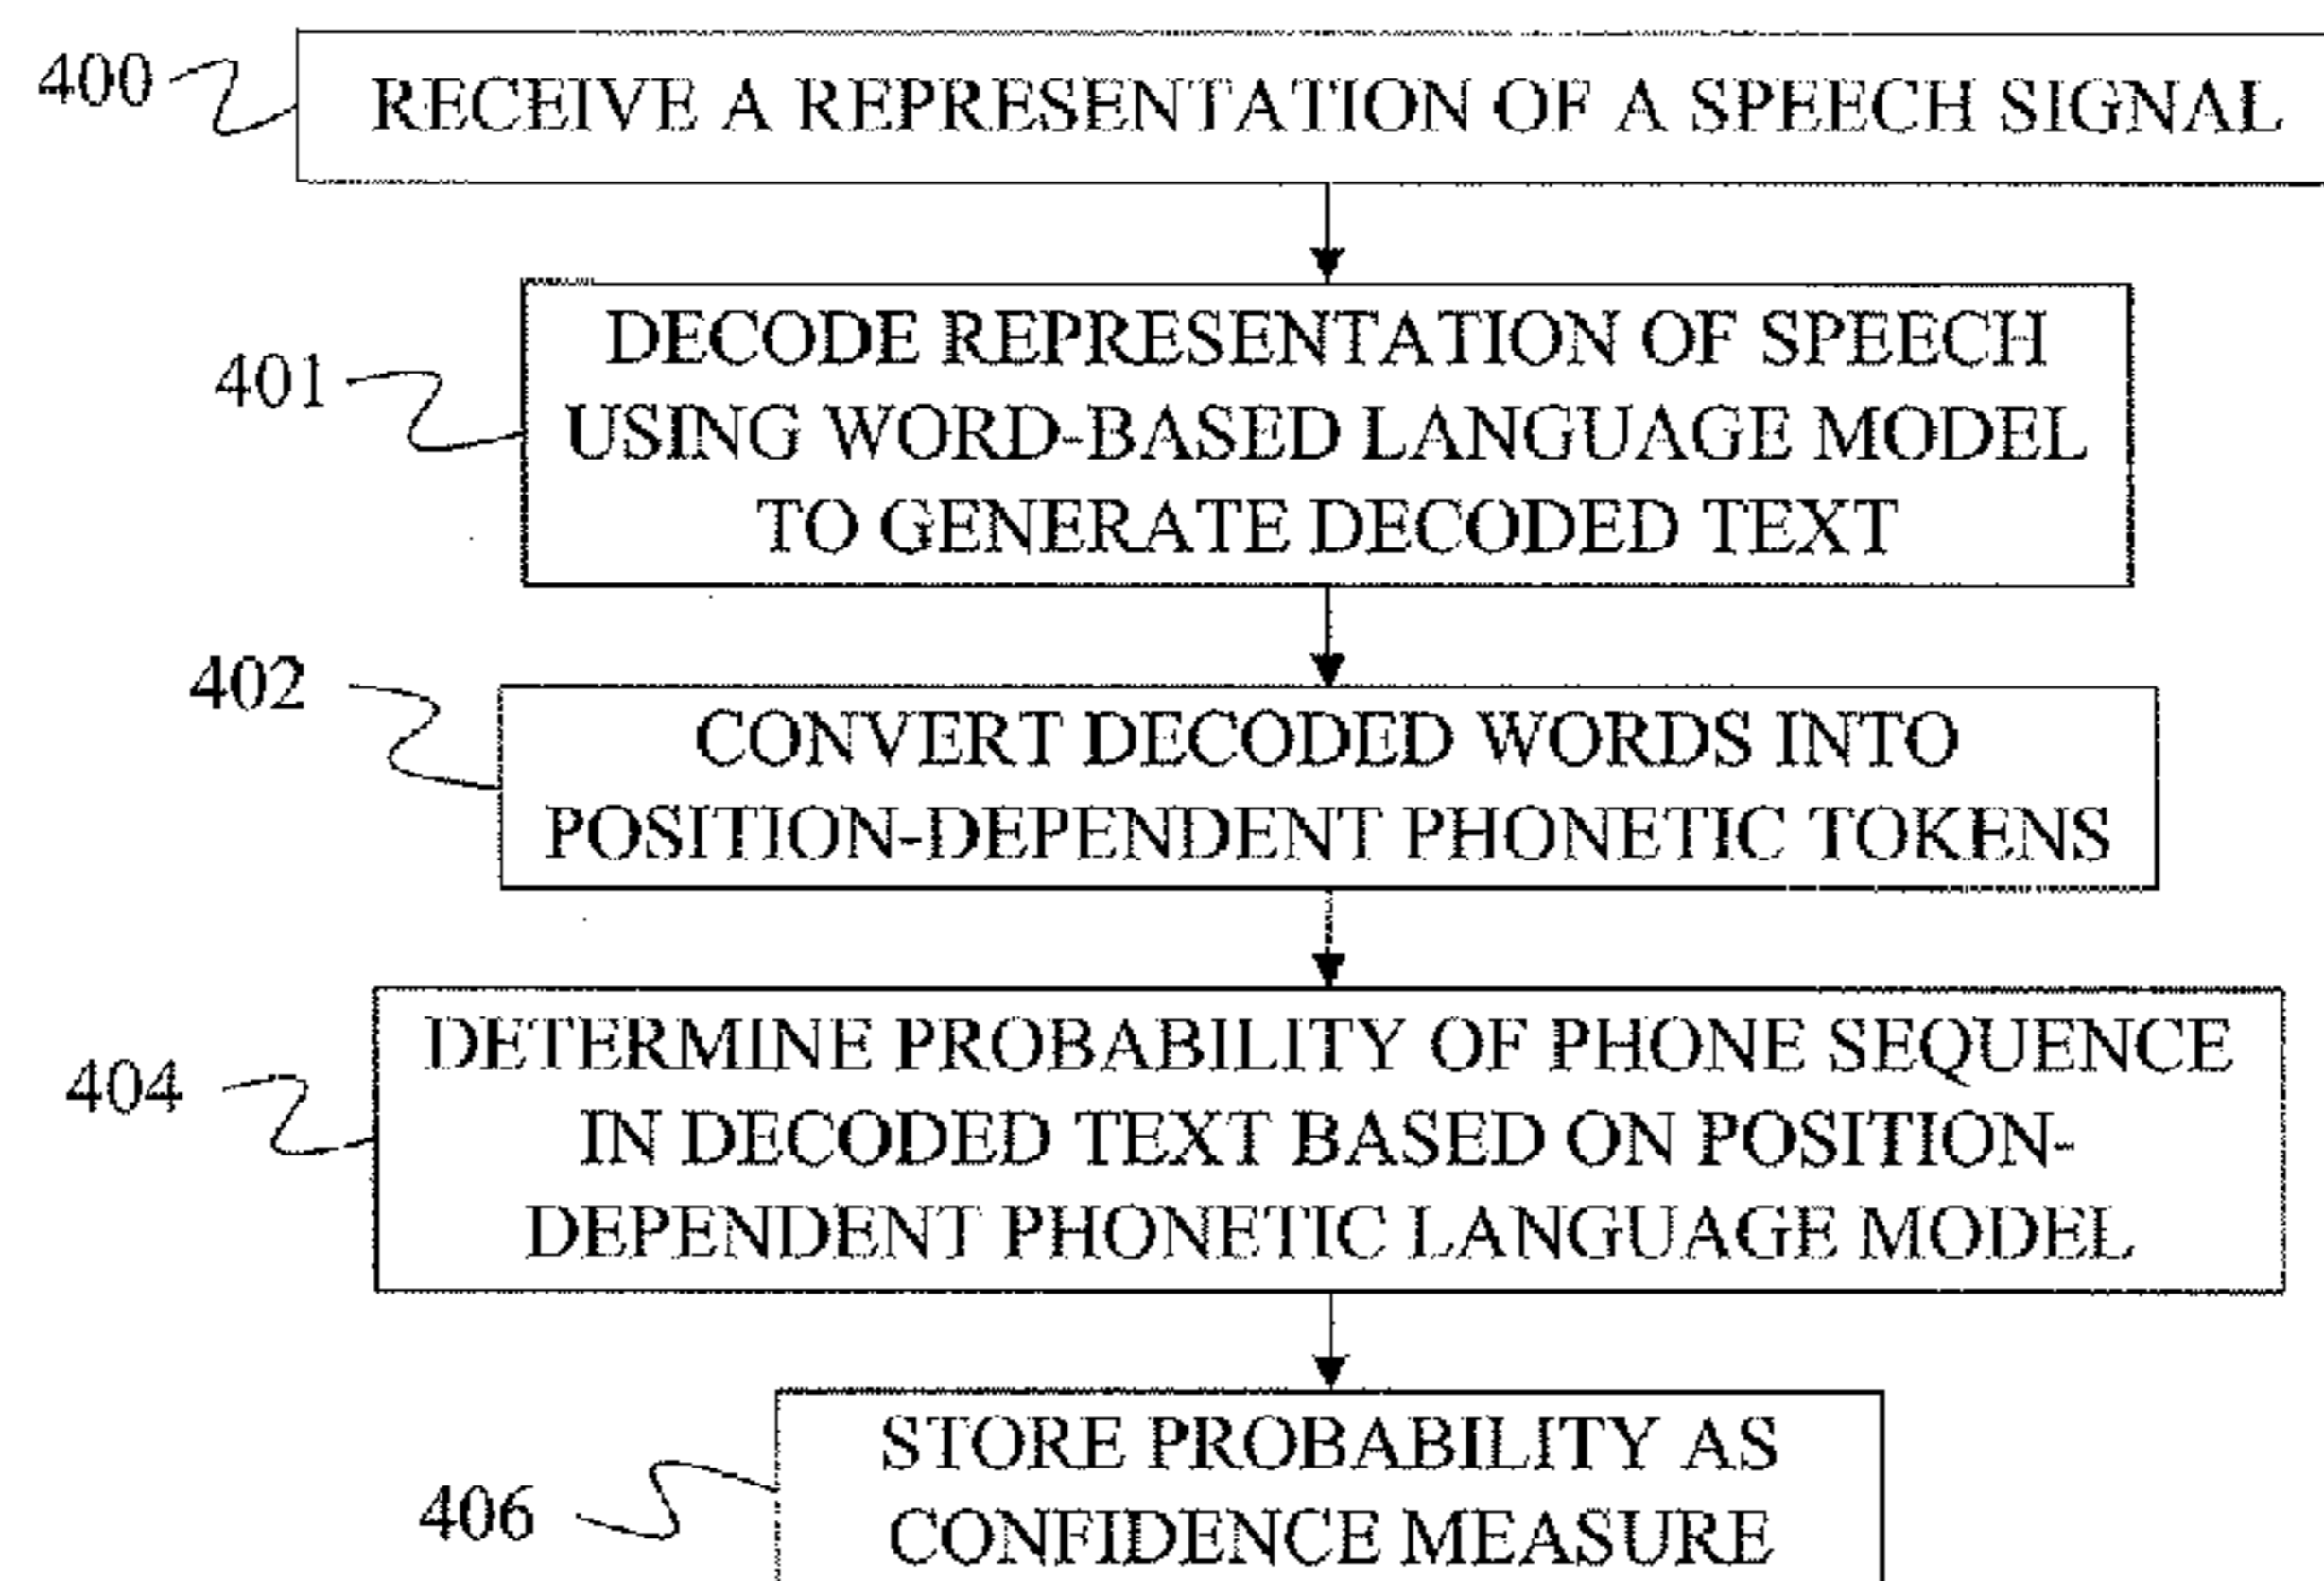 400 RECEIVE A REPRESENTATION OF A SPEECH SIGNAL
DECODE REPRESENTATION OF SPEECH
401 USING WORD-BASED LANGUAGE MODEL
TO GENERATE DECODED TEXT
402 CONVERT DECODED WORDS INTO
POSITION-DEPENDENT PHONETIC TOKENS
DETERMINE PROBABILITY OF PHONE SEQUENCE
404 IN DECODED TEXT BASED ON POSITION-
DEPENDENT PHONETIC LANGUAGE MODEL
STORE PROBABILITY AS
406 CONFIDENCE MEASURE